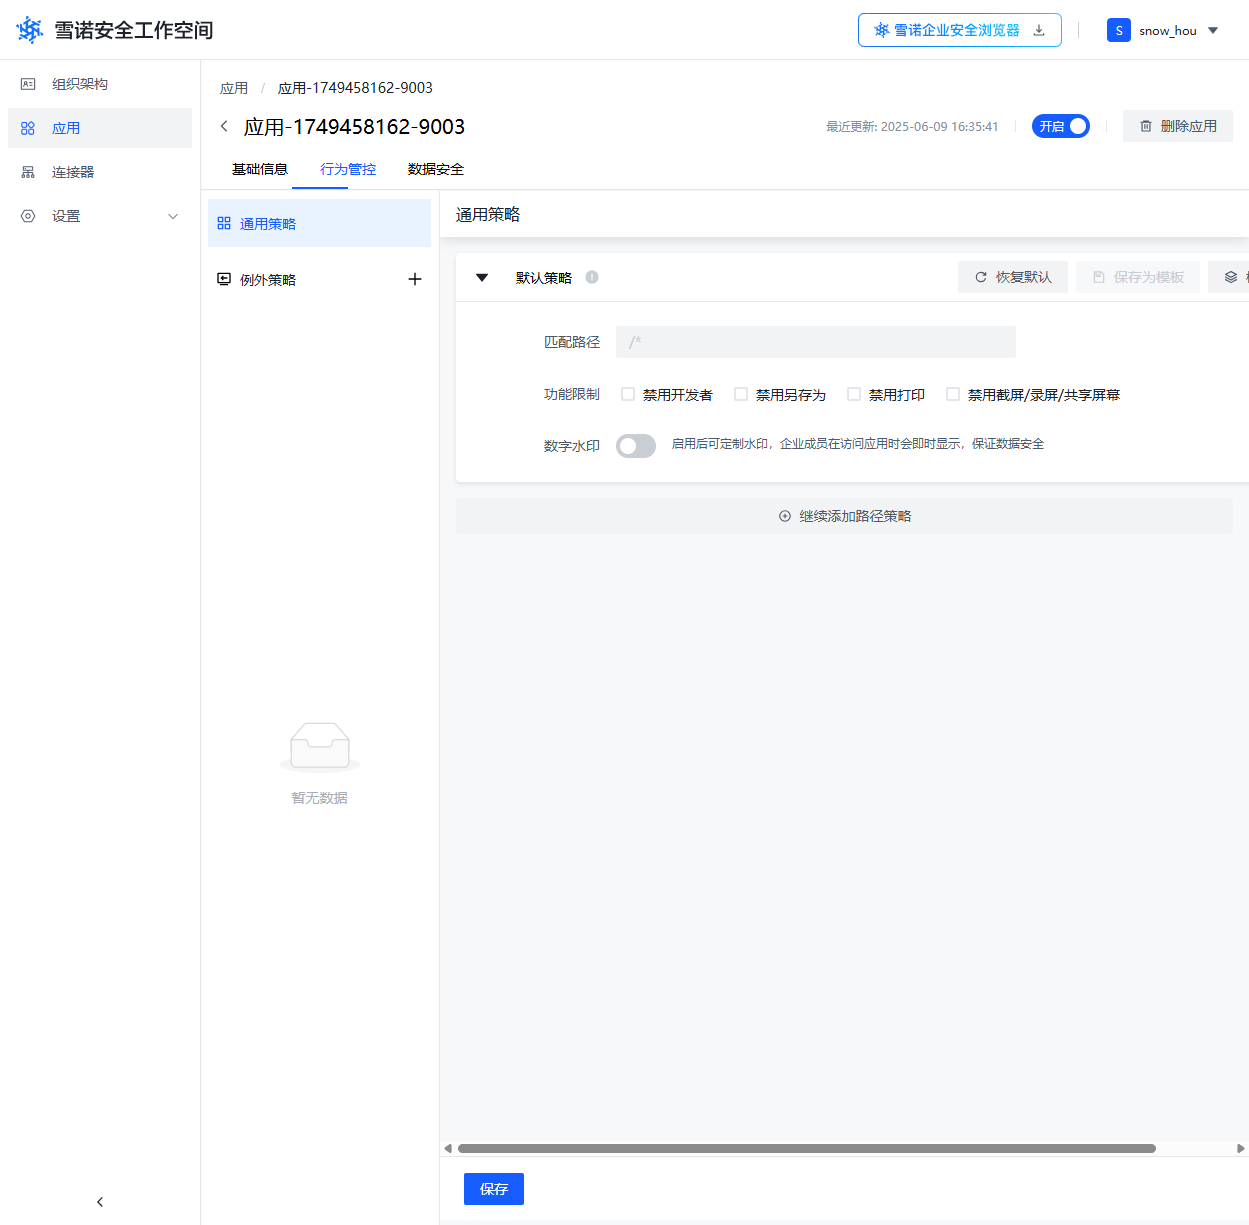 雪诺安全工作空间
雪诺企业安全浏览器
S
snow_hou
组织架构
应用
连接器
设置
应用 / 应用-1749458162-9003
应用-1749458162-9003
最近更新: 2025-06-09 16:35:41
开启
删除应用
基础信息 行为管控 数据安全
通用策略
例外策略
暂无数据
通用策略
默认策略
恢复默认
保存为模板
匹配路径
/*
功能限制
禁用开发者 禁用另存为 禁用打印 禁用截屏/录屏/共享屏幕
数字水印
启用后可定制水印，企业成员在访问应用时会即时显示，保证数据安全
继续添加路径策略
保存